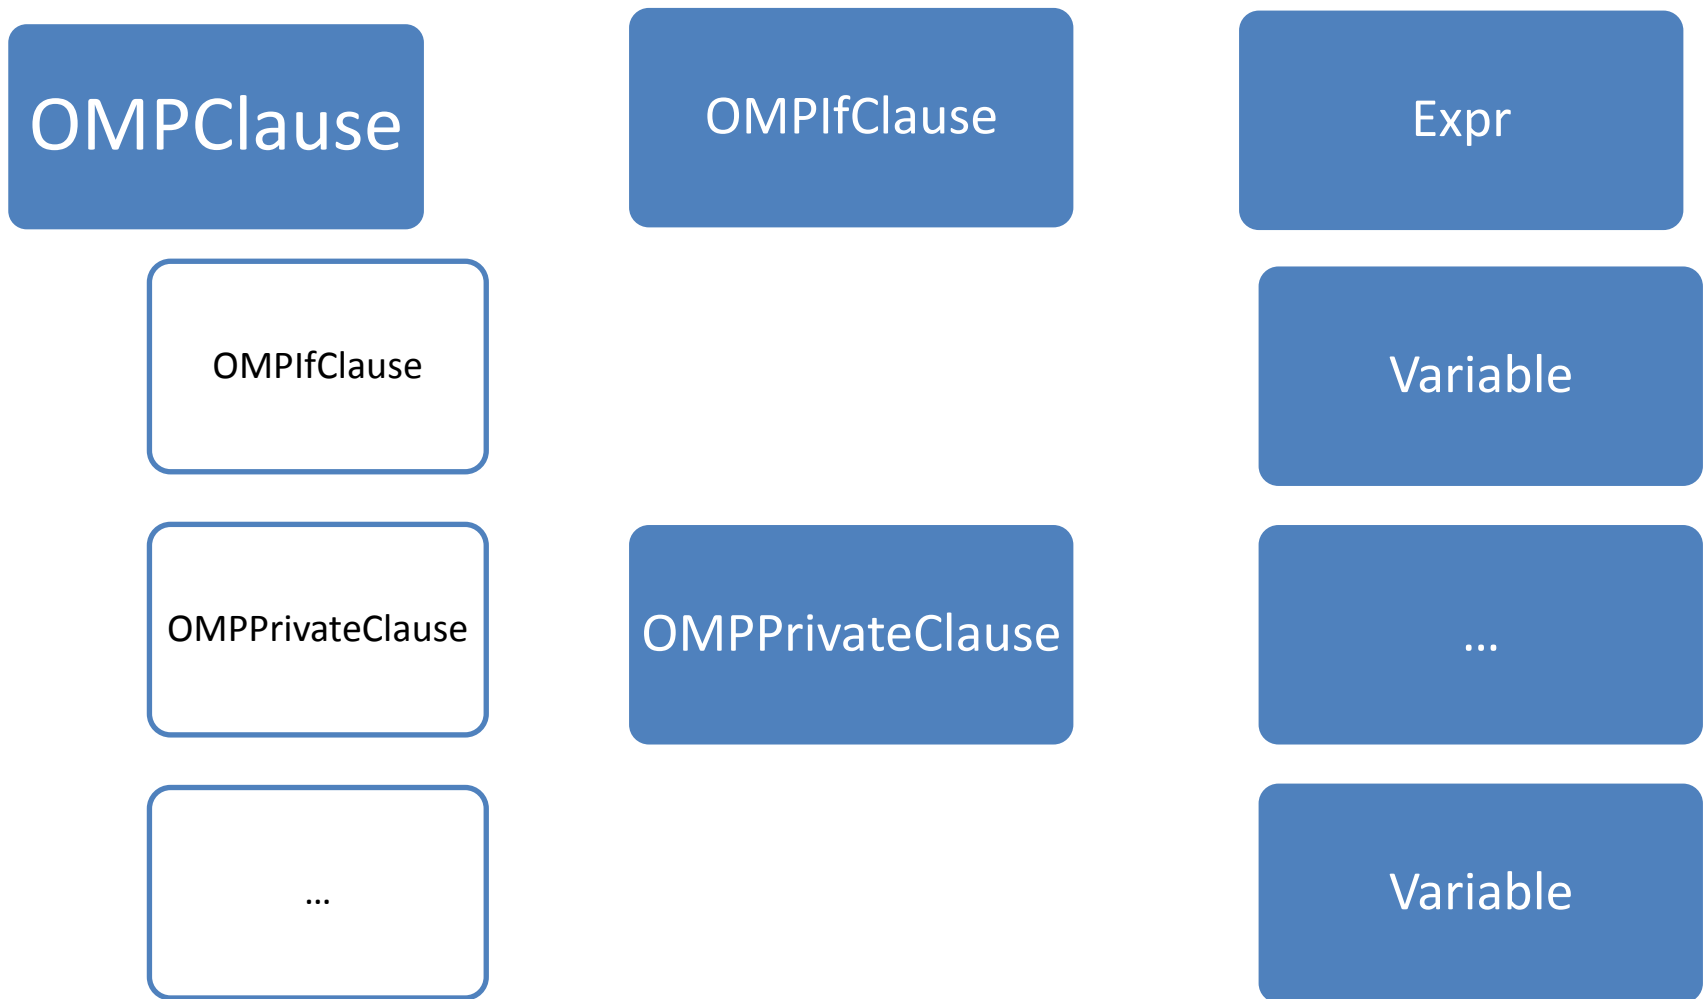 OMPClause
OMPIfClause
Expr
OMPIfClause
Variable
OMPPrivateClause
OMPPrivateClause
...
...
Variable